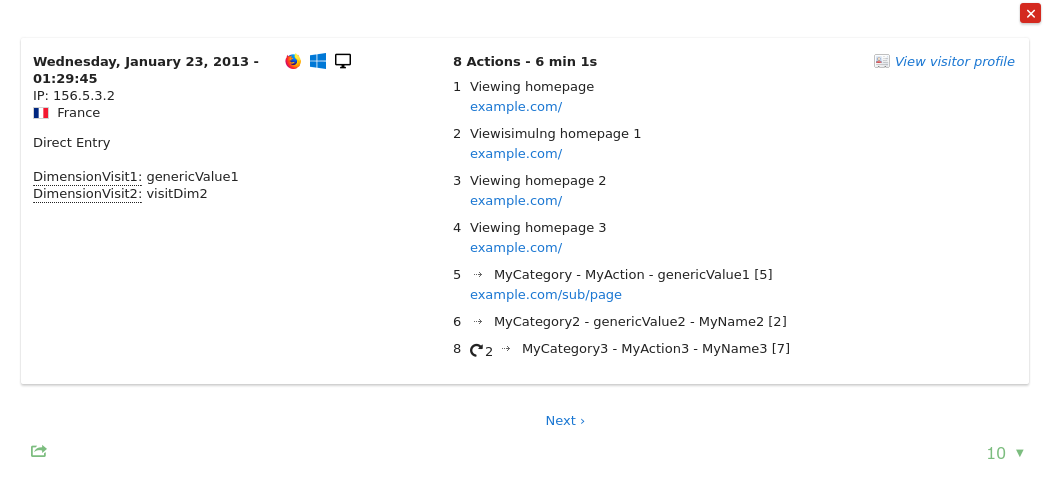 Wednesday, January 23, 2013 -
01:29:45
IP: 156.5.3.2
France
Direct Entry
DimensionVisit1: genericValue1
DimensionVisit2: visitDim2
8 Actions - 6 min 1s
View visitor profile
1 Viewing homepage
example.com/
2 Viewisimulng homepage 1
example.com/
3 Viewing homepage 2
example.com/
4 Viewing homepage 3
example.com/
5 ⇢ MyCategory - MyAction - genericValue1 [5]
example.com/sub/page
6 ⇢ MyCategory2 - genericValue2 - MyName2 [2]
8 2 ⇢ MyCategory3 - MyAction3 - MyName3 [7]
Next ›
10 ▼